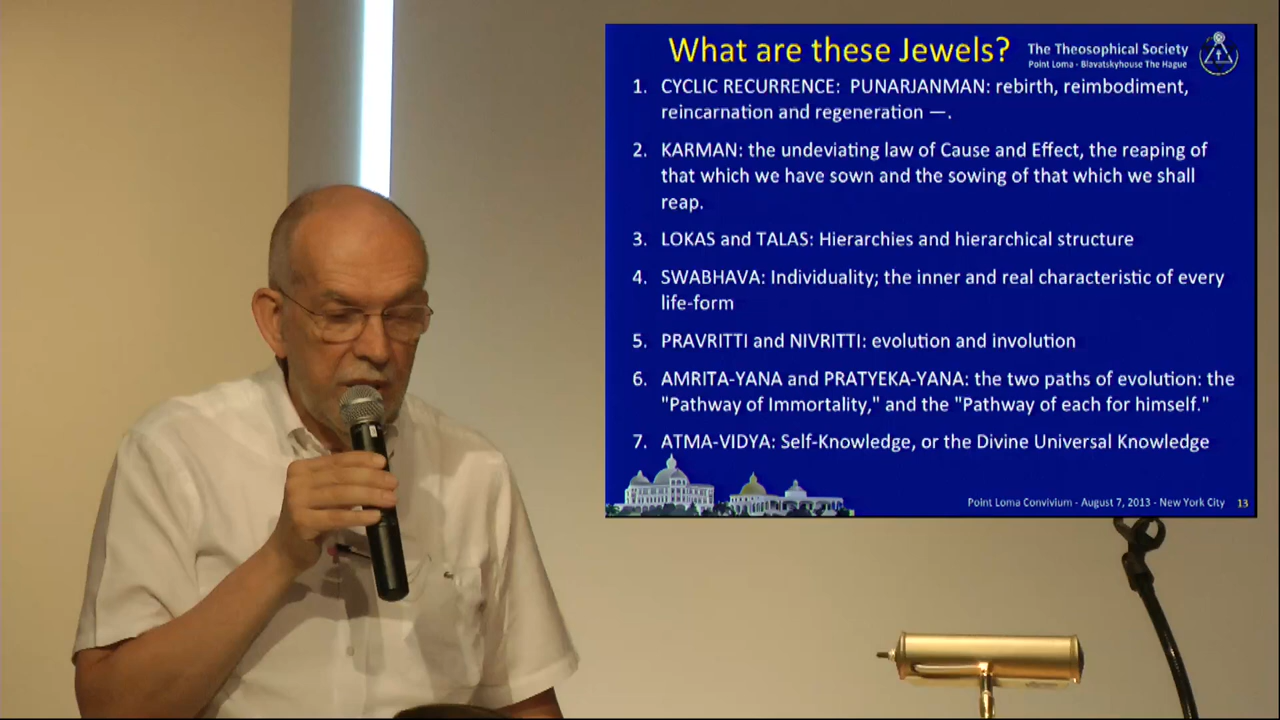 What are these Jewels?
The Theosophical Society
Point Loma - Blavatskyhouse The Hague
1. CYCLIC RECURRENCE: PUNARJANMAN: rebirth, reimbodiment,
reincarnation and regeneration —.
2. KARMAN: the undeviating law of Cause and Effect, the reaping of
that which we have sown and the sowing of that which we shall
reap.
3. LOKAS and TALAS: Hierarchies and hierarchical structure
4. SWABHAVA: Individuality; the inner and real characteristic of every
life-form
5. PRAVRITTI and NIVRITTI: evolution and involution
6. AMRITA-YANA and PRATYEKA-YANA: the two paths of evolution: the
"Pathway of Immortality," and the "Pathway of each for himself."
7. ATMA-VIDYA: Self-Knowledge, or the Divine Universal Knowledge
Point Loma Convivium - August 7, 2013 - New York City 13